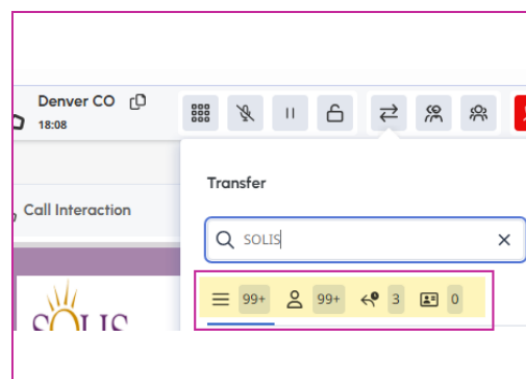 Denver CO
18:08
Transfer
Call Interaction
SOLIS
99+ 99+ 3 0
SOLIS